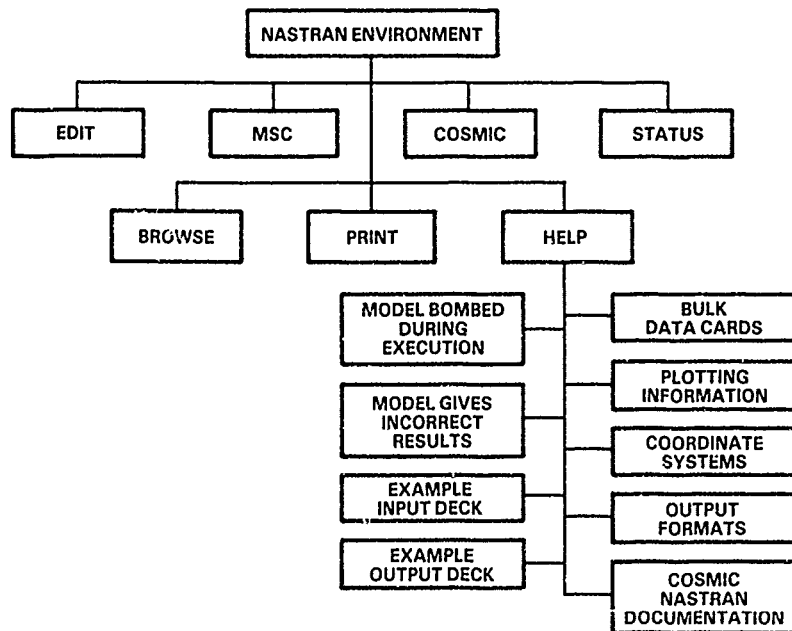 NASTRAN ENVIRONMENT
EDIT
MSC
COSMIC
STATUS
BROWSE
PRINT
HELP
MODEL BOMBED
DURING
EXECUTION
MODEL GIVES
INCORRECT
RESULTS
EXAMPLE
INPUT DECK
EXAMPLE
OUTPUT DECK
BULK
DATA CARDS
PLOTTING
INFORMATION
COORDINATE
SYSTEMS
OUTPUT
FORMATS
COSMIC
NASTRAN
DOCUMENTATION